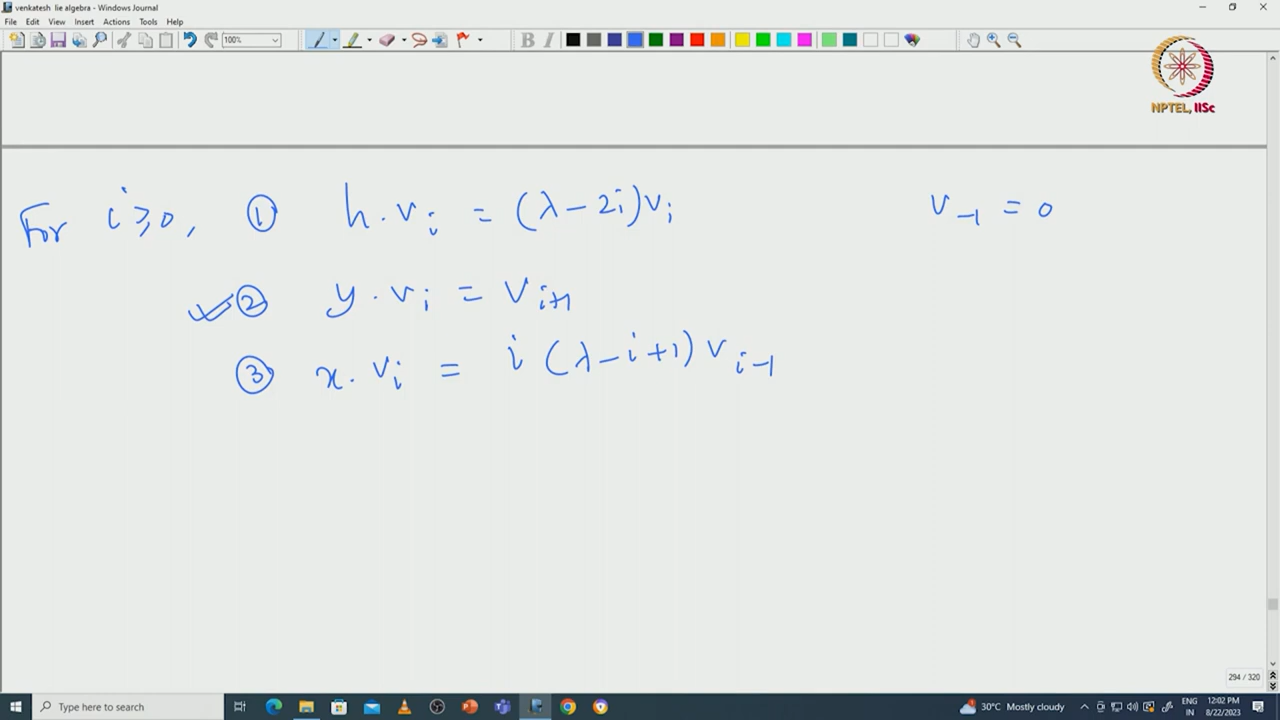 venkatesh lie algebra - Windows Journal
File Edit View Insert Actions Tools Help
100%
B I
NPTEL, IISc
For i ≥ 0, ① h · v_i = (λ - 2i) v_i v_{-1} = 0
② y · v_i = v_{i+1}
③ x · v_i = i (λ - i + 1) v_{i-1}
294 / 320
Type here to search
30°C Mostly cloudy
ENG
IN
12:02 PM
8/22/2023